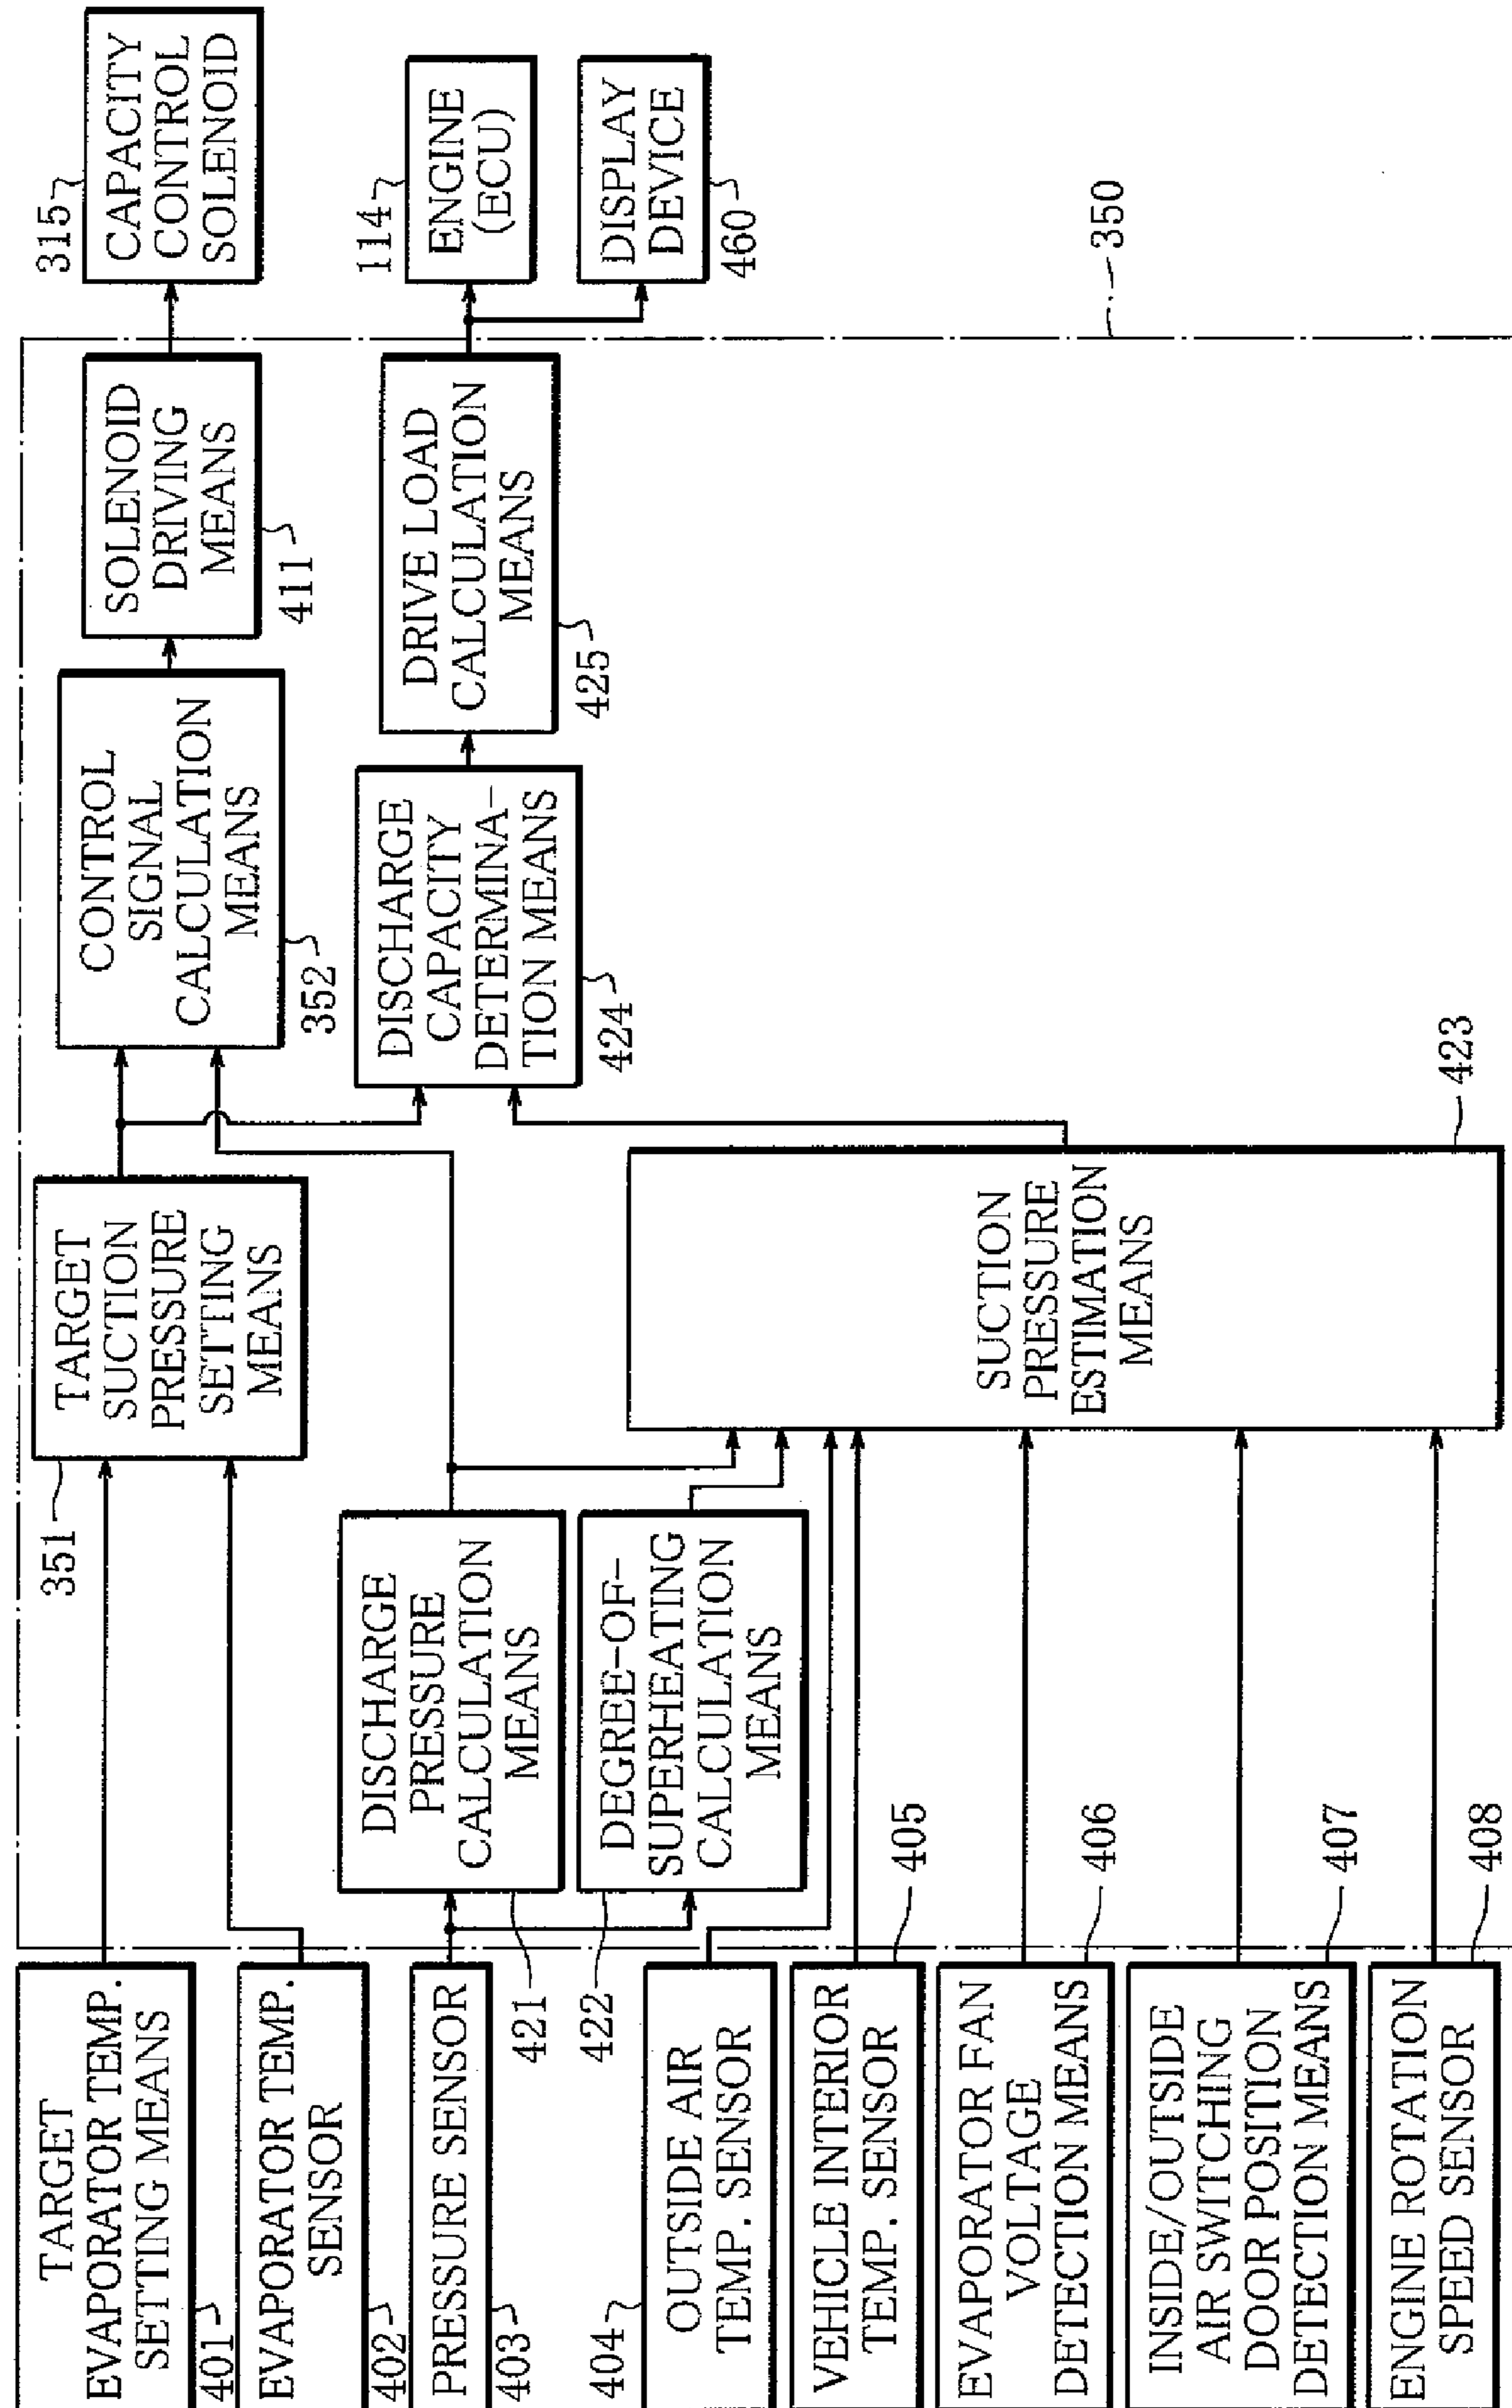 TARGET
EVAPORATOR TEMP.
SETTING MEANS
401
EVAPORATOR TEMP.
SENSOR
402
PRESSURE SENSOR
403
OUTSIDE AIR
TEMP. SENSOR
404
VEHICLE INTERIOR
TEMP. SENSOR
405
EVAPORATOR FAN
VOLTAGE
DETECTION MEANS
406
INSIDE/OUTSIDE
AIR SWITCHING
DOOR POSITION
DETECTION MEANS
407
ENGINE ROTATION
SPEED SENSOR
408
351
TARGET
SUCTION
PRESSURE
SETTING
MEANS
DISCHARGE
PRESSURE
CALCULATION
MEANS
421
DEGREE-OF-
SUPERHEATING
CALCULATION
MEANS
422
SUCTION
PRESSURE
ESTIMATION
MEANS
423
CONTROL
SIGNAL
CALCULATION
MEANS
352
DISCHARGE
CAPACITY
DETERMINA-
TION MEANS
424
SOLENOID
DRIVING
MEANS
411
DRIVE LOAD
CALCULATION
MEANS
425
315
CAPACITY
CONTROL
SOLENOID
114
ENGINE
(ECU)
DISPLAY
DEVICE
460
350